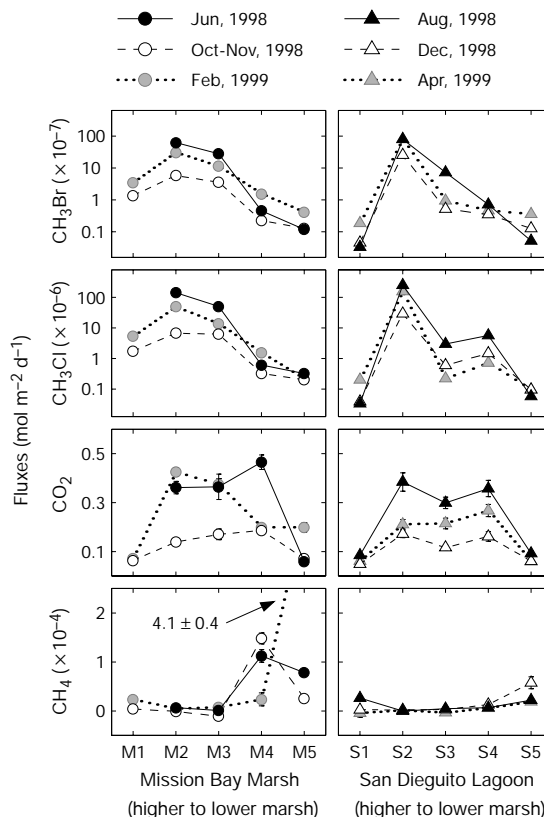 Jun, 1998
Aug, 1998
Oct-Nov, 1998
Dec, 1998
Feb, 1999
Apr, 1999
Fluxes (mol m–2 d–1)
CH3Br (× 10–7)
100
10
1
0.1
CH3Cl (× 10–6)
100
10
1
0.1
CO2
0.5
0.3
0.1
CH4 (× 10–4)
2
1
0
4.1 ± 0.4
M1 M2 M3 M4 M5
S1 S2 S3 S4 S5
Mission Bay Marsh
(higher to lower marsh)
San Dieguito Lagoon
(higher to lower marsh)